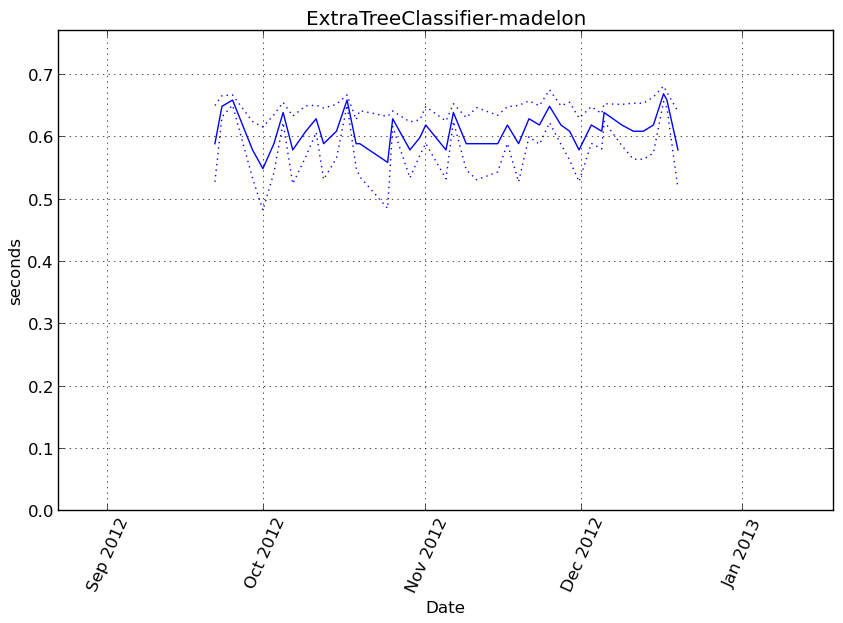 ExtraTreeClassifier-madelon
0.7
0.6
0.5
0.4
0.3
0.2
0.1
0.0
seconds
Sep 2012
Oct 2012
Nov 2012
Dec 2012
Jan 2013
Date